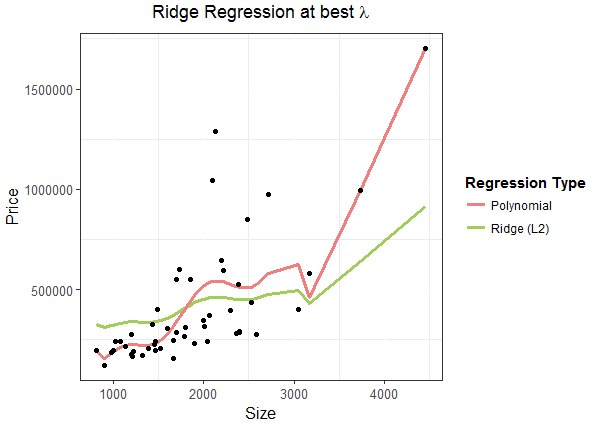 Ridge Regression at best λ
Price
1500000
1000000
500000
1000 2000 3000 4000
Size
Regression Type
Polynomial
Ridge (L2)